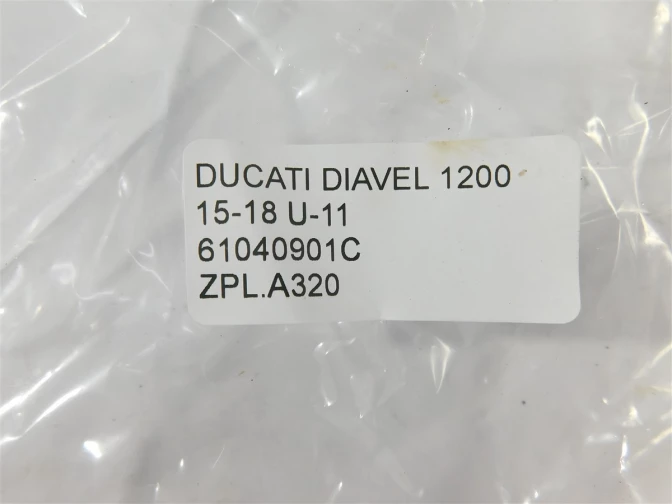 DUCATI DIAVEL 1200
15-18 U-11
61040901C
ZPL.A320